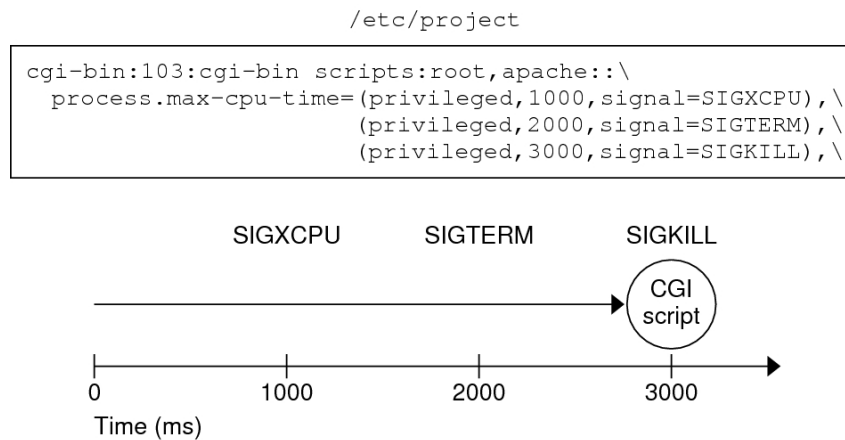 /etc/project
cgi-bin:103:cgi-bin scripts:root,apache::\
process.max-cpu-time=(privileged,1000,signal=SIGXCPU),\
(privileged,2000,signal=SIGTERM),\
(privileged,3000,signal=SIGKILL),\
SIGXCPU SIGTERM SIGKILL
CGI
script
0 1000 2000 3000
Time (ms)